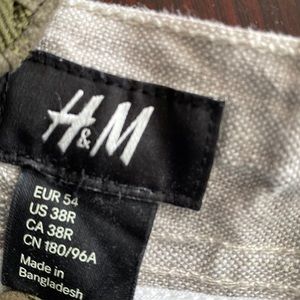 H&M
EUR 54
US 38R
CA 38R
CN 180/96A
Made in
Bangladesh